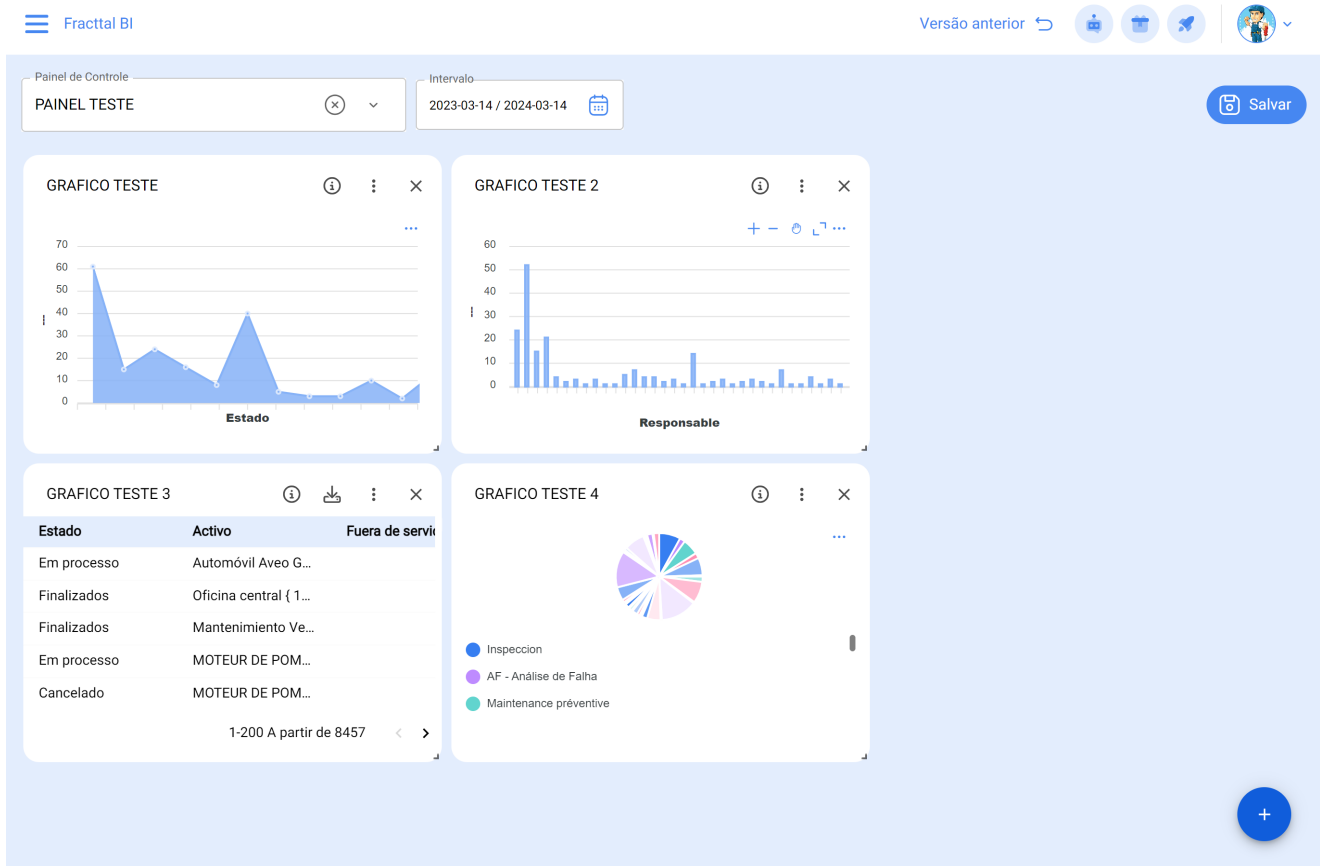 Fracttal BI
Versão anterior
Painel de Controle
PAINEL TESTE
Intervalo
2023-03-14 / 2024-03-14
Salvar
GRAFICO TESTE
70
60
50
40
30
20
10
0
Estado
GRAFICO TESTE 2
60
50
40
30
20
10
0
Responsable
GRAFICO TESTE 3
Estado Activo Fuera de servic
Em processo Automóvil Aveo G...
Finalizados Oficina central { 1...
Finalizados Mantenimiento Ve...
Em processo MOTEUR DE POM...
Cancelado MOTEUR DE POM...
1-200 A partir de 8457
GRAFICO TESTE 4
Inspeccion
AF - Análise de Falha
Maintenance préventive